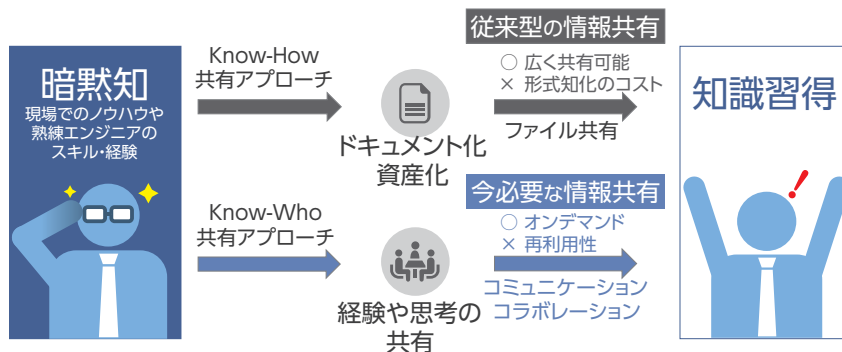 暗黙知
現場でのノウハウや
熟練エンジニアの
スキル・経験
Know-How
共有アプローチ
ドキュメント化
資産化
従来型の情報共有
○ 広く共有可能
× 形式知化のコスト
ファイル共有
Know-Who
共有アプローチ
経験や思考の
共有
今必要な情報共有
○ オンデマンド
× 再利用性
コミュニケーション
コラボレーション
知識習得